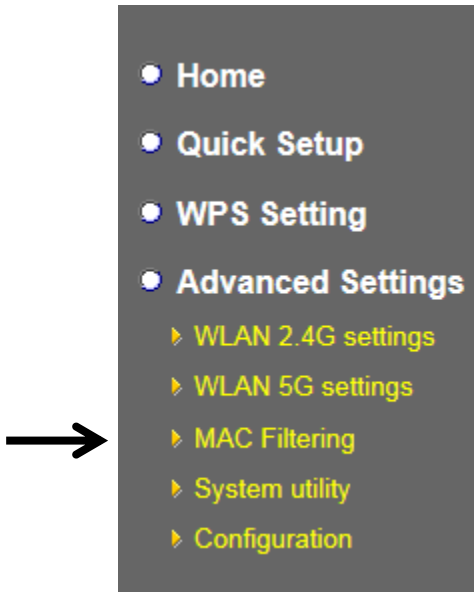 Home
Quick Setup
WPS Setting
Advanced Settings
WLAN 2.4G settings
WLAN 5G settings
MAC Filtering
System utility
Configuration